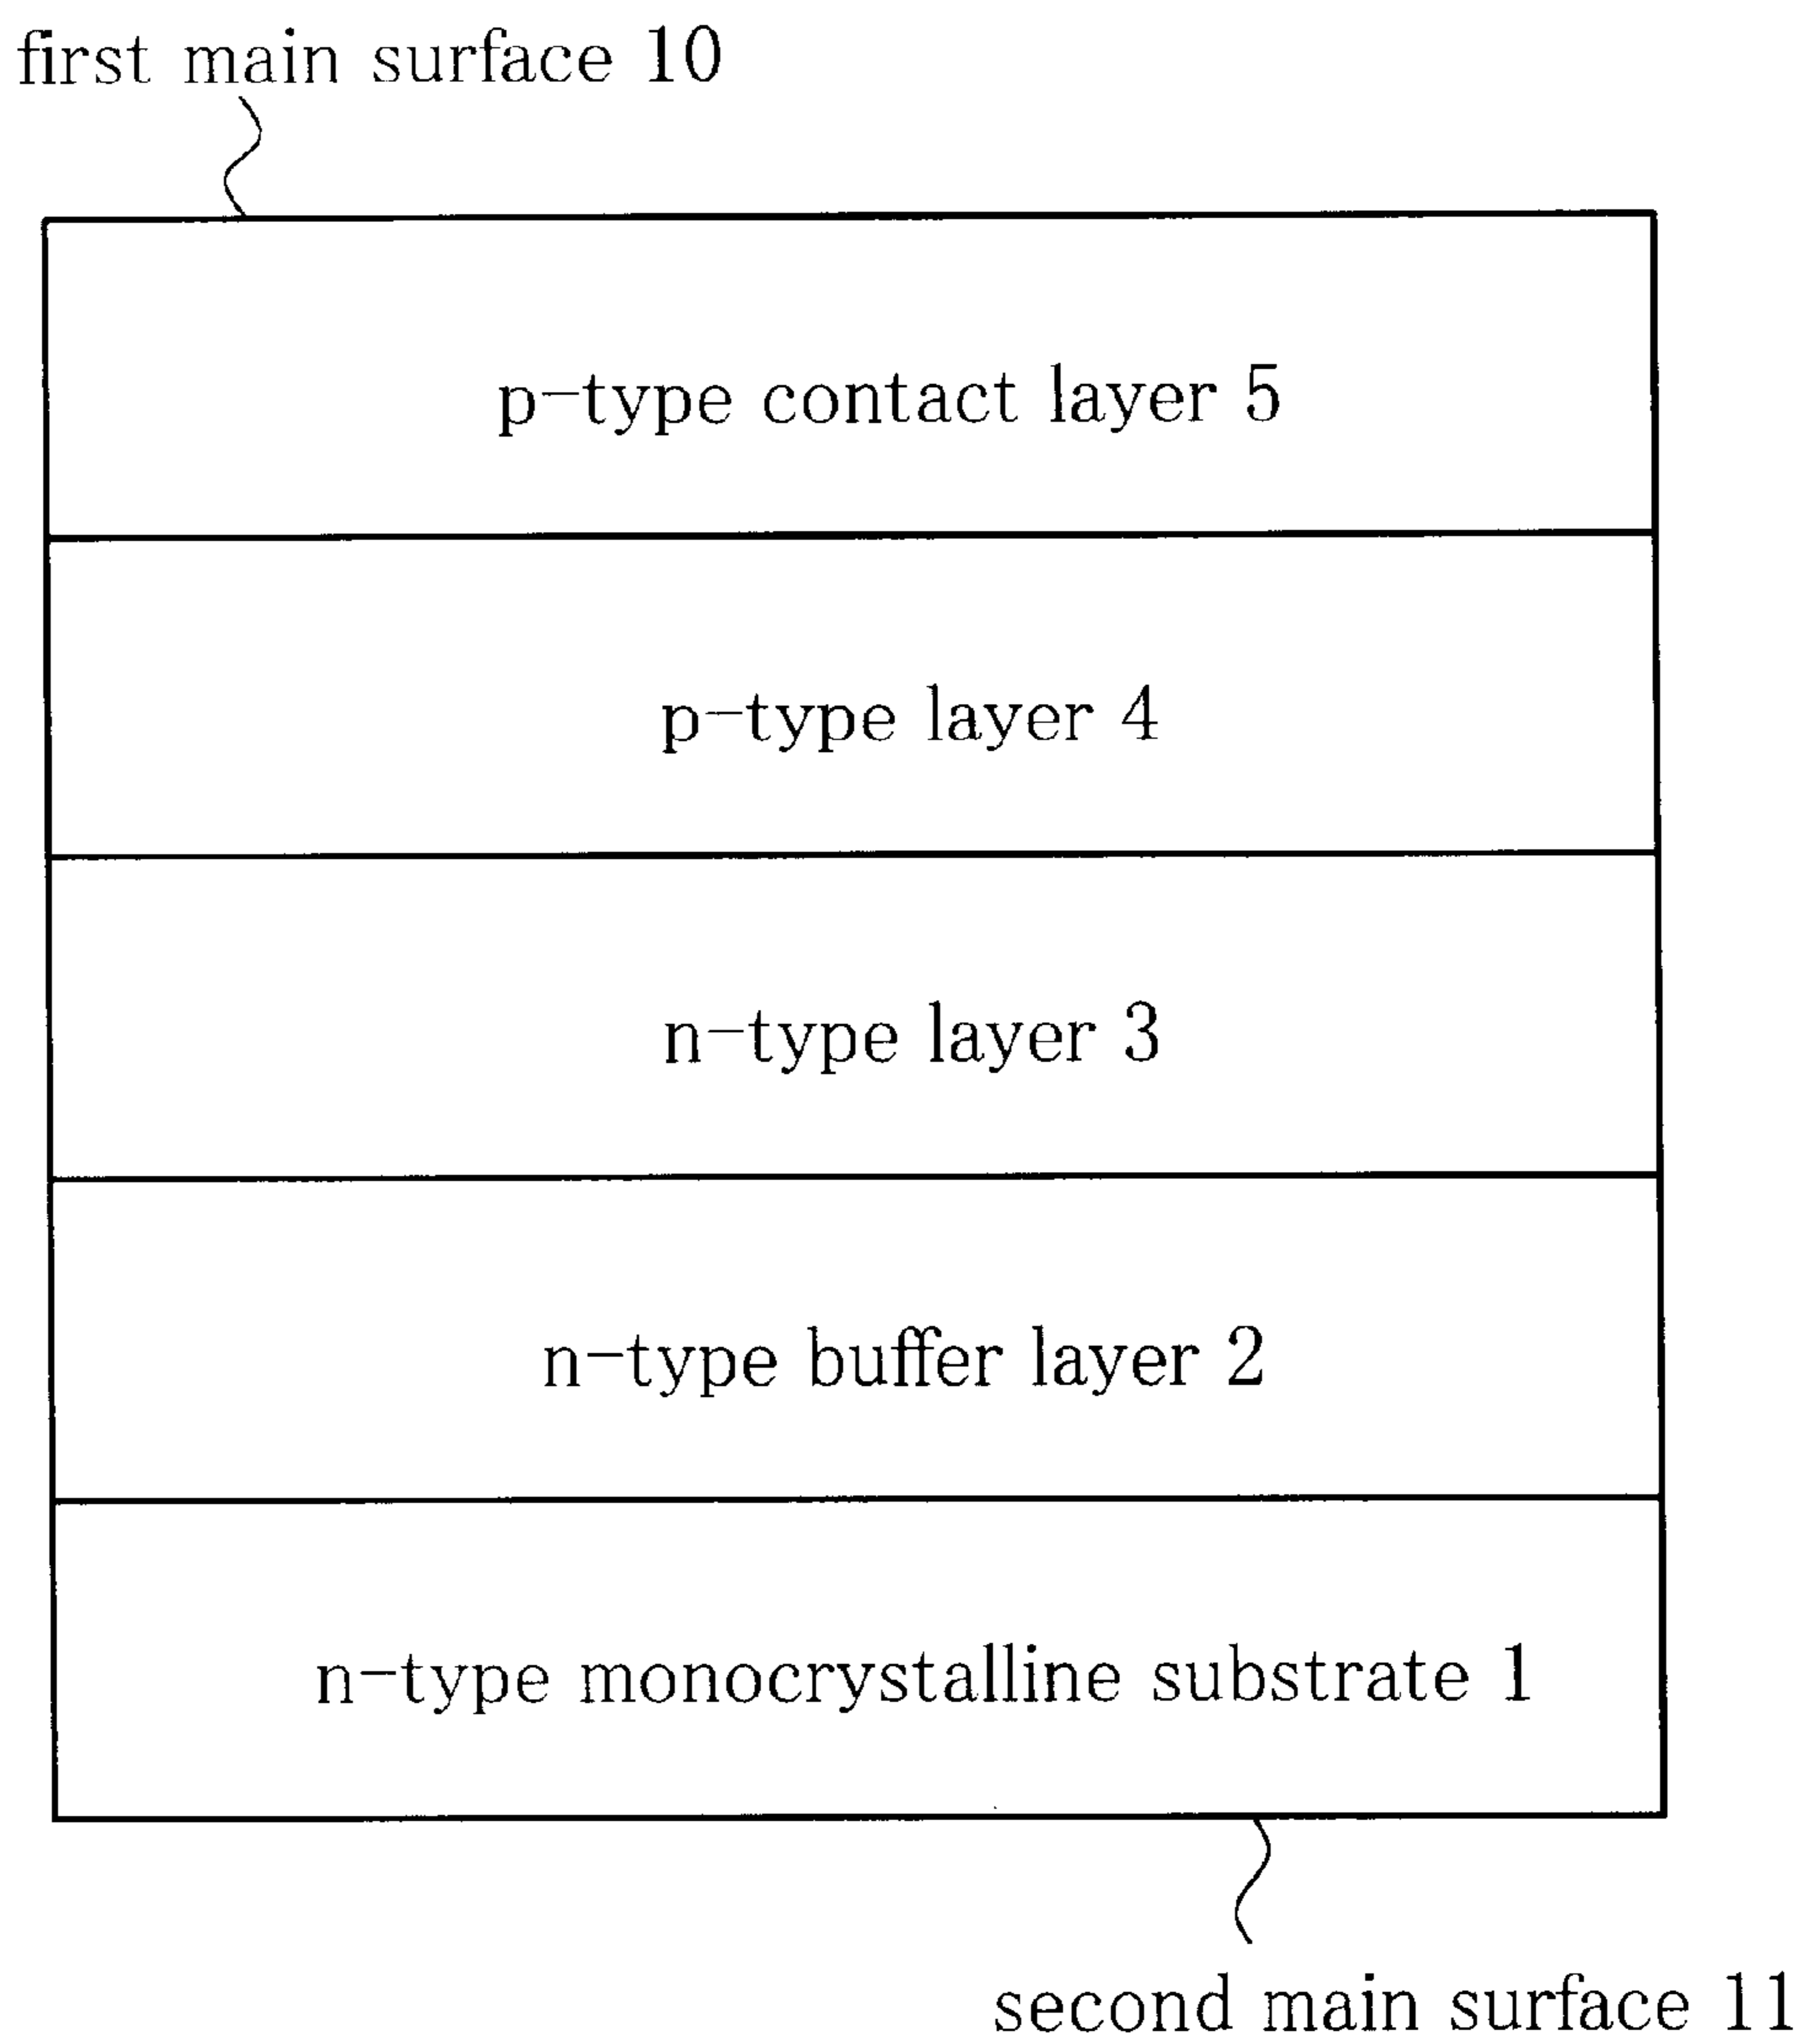 first main surface 10
p-type contact layer 5
p-type layer 4
n-type layer 3
n-type buffer layer 2
n-type monocrystalline substrate 1
second main surface 11